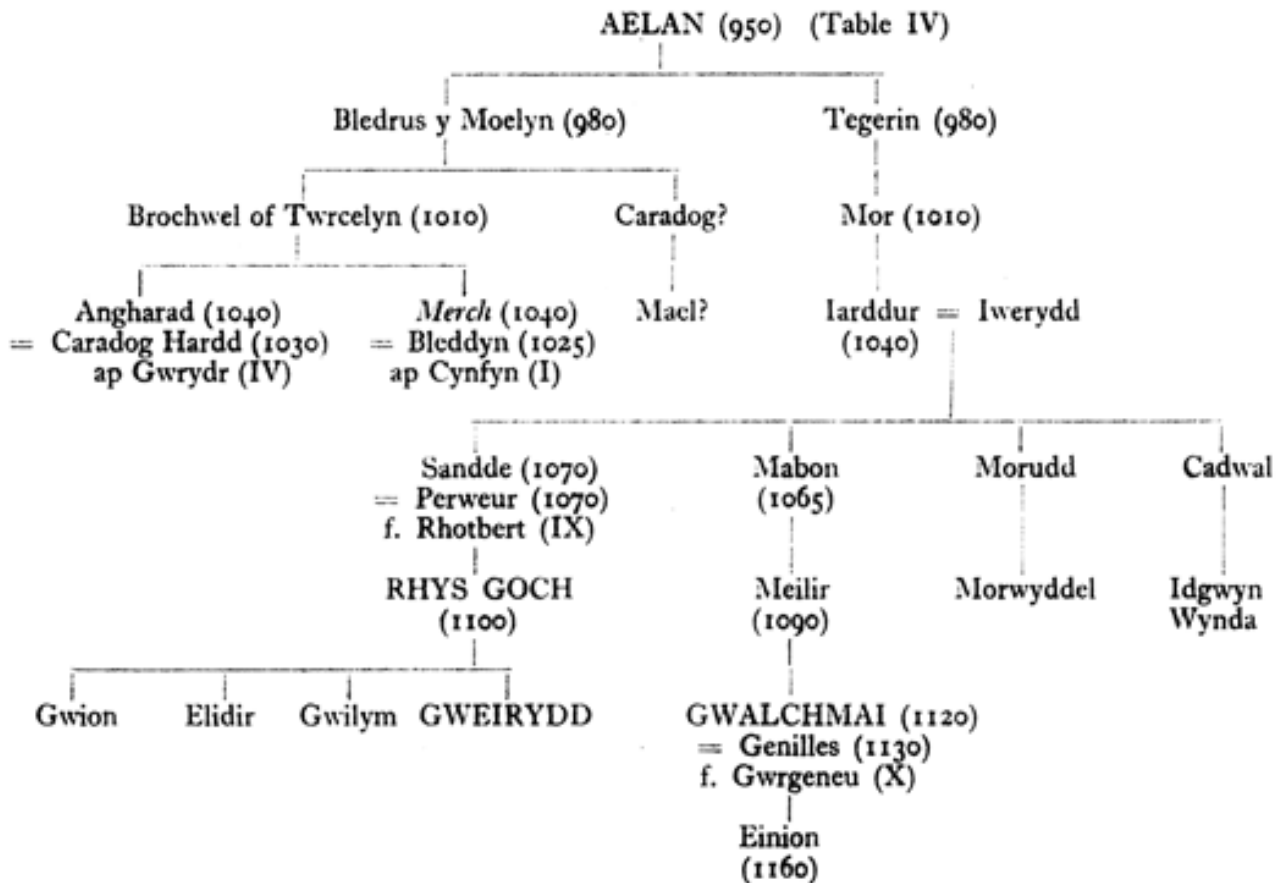 AELAN (950) (Table IV)
Bledrus y Moelyn (980) Tegerin (980)
Brochwel of Twrcelyn (1010) Caradog? Mor (1010)
Angharad (1040) Merch (1040) Mael? Iarddur = Iwerydd
= Caradog Hardd (1030) = Bleddyn (1025) (1040)
ap Gwrydr (IV) ap Cynfyn (I)
Sandde (1070) Mabon Morudd Cadwal
= Perweur (1070) (1065)
f. Rhotbert (IX)
RHYS GOCH Meilir Morwyddel Idgwyn
(1100) (1090) Wynda
Gwion Elidir Gwilym GWEIRYDD GWALCHMAI (1120)
= Genilles (1130)
f. Gwrgeneu (X)
Einion
(1160)